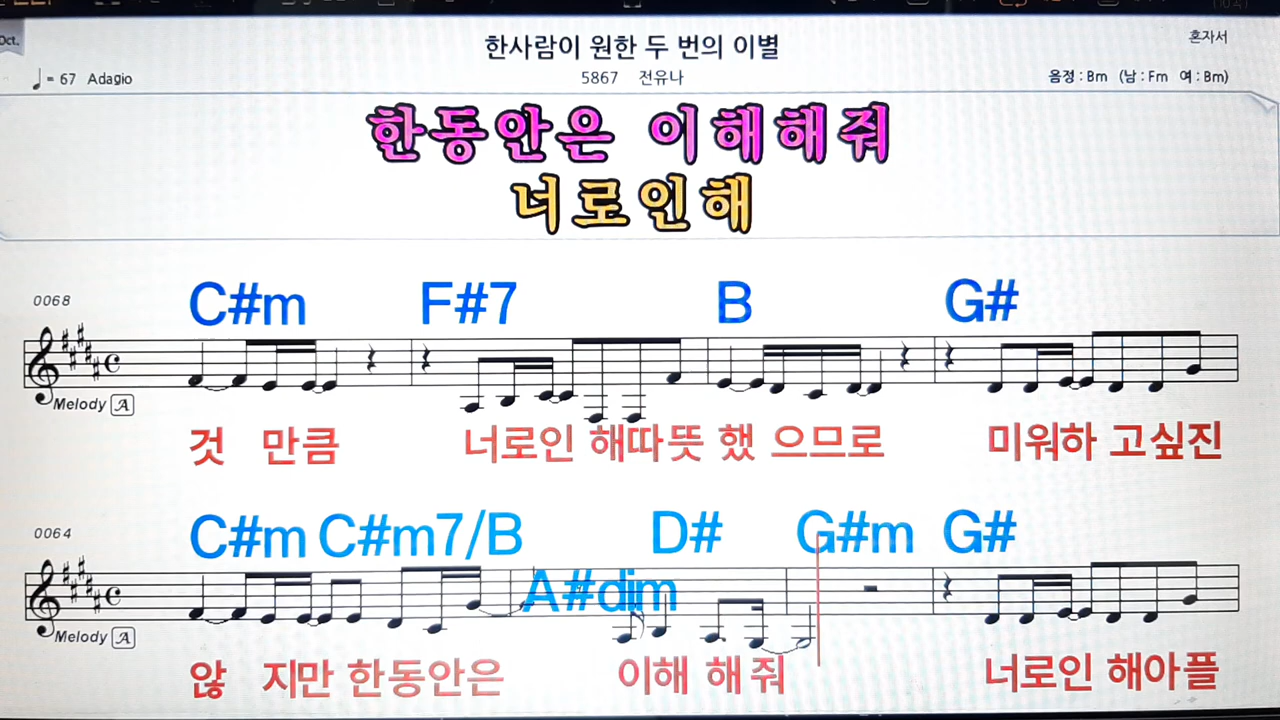 Oct.
한사람이 원한 두 번의 이별
혼자서
♩= 67 Adagio
5867 전유나
음정 : Bm (남 : Fm 여 : Bm)
한동안은 이해해줘
너로인해
0068
C#m F#7 B G#
Melody A
것 만큼 너로인 해따뜻 했 으므로 미워하 고싶진
0064
C#m C#m7/B D# G#m G#
A#dim
Melody A
않 지만 한동안은 이해 해줘 너로인 해아플